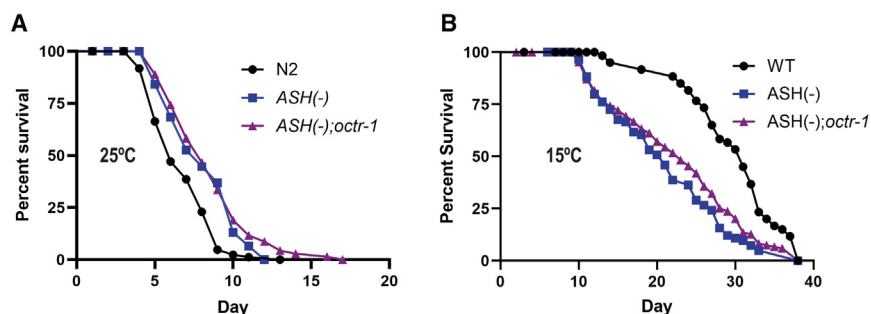 A
100
75
50
25
0
Percent survival
25ºC
N2
ASH(-)
ASH(-);octr-1
0 5 10 15 20
Day
B
100
75
50
25
0
Percent Survival
15ºC
WT
ASH(-)
ASH(-);octr-1
0 10 20 30 40
Day